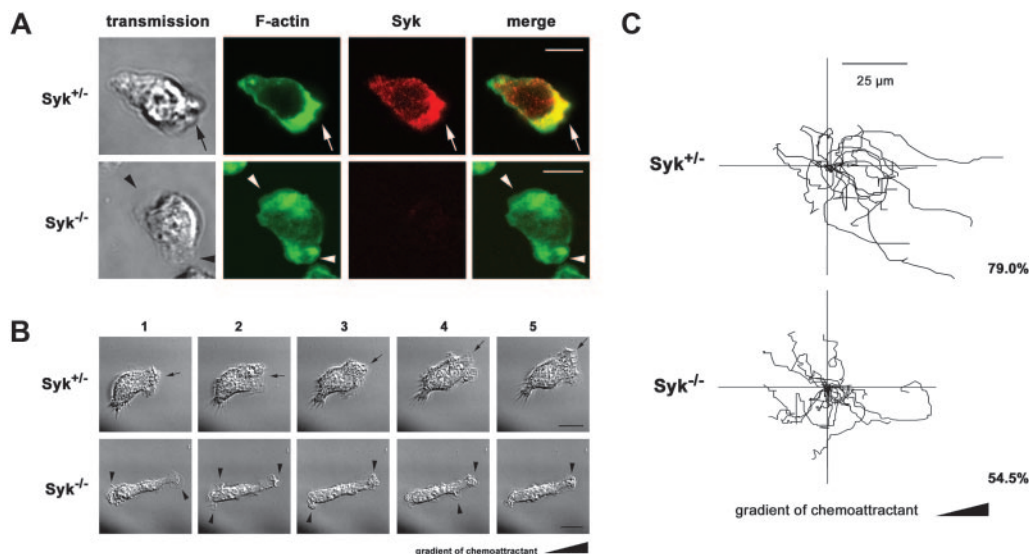 A
transmission F-actin Syk merge
Syk+/-
Syk-/-
B
1 2 3 4 5
Syk+/-
Syk-/-
gradient of chemoattractant
C
25 µm
Syk+/-
79.0%
Syk-/-
54.5%
gradient of chemoattractant